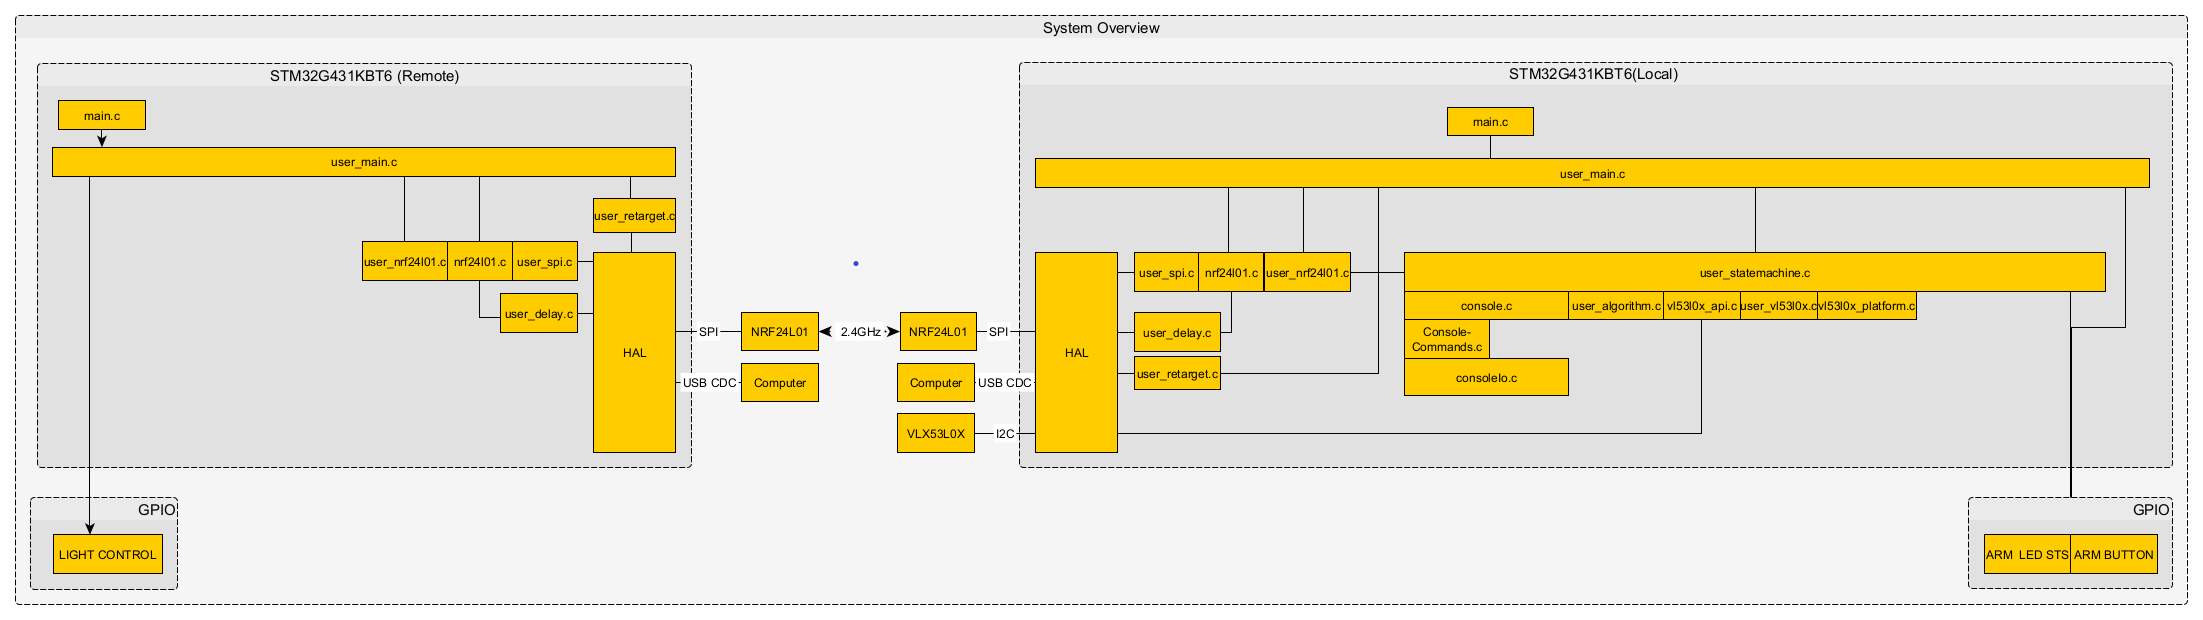 System Overview
STM32G431KBT6 (Remote)
main.c
user_main.c
user_retarget.c
user_nrf24l01.c
nrf24l01.c
user_spi.c
user_delay.c
HAL
SPI
NRF24L01
USB CDC
Computer
2.4GHz
GPIO
LIGHT CONTROL
STM32G431KBT6(Local)
main.c
user_main.c
user_spi.c
nrf24l01.c
user_nrf24l01.c
user_statemachine.c
console.c
user_algorithm.c
vl53l0x_api.c
user_vl53l0x.c
vl53l0x_platform.c
Console-
Commands.c
consoleIo.c
user_delay.c
user_retarget.c
HAL
NRF24L01
SPI
Computer
USB CDC
VLX53L0X
I2C
GPIO
ARM LED STS
ARM BUTTON